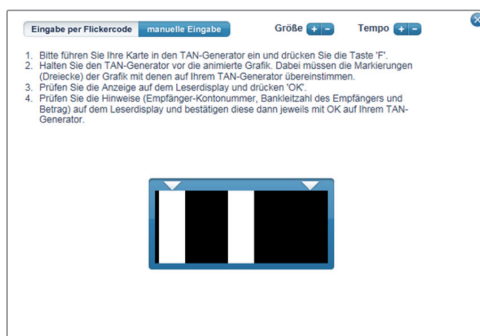 Eingabe per Flickercode manuelle Eingabe Größe + − Tempo + −
1. Bitte führen Sie Ihre Karte in den TAN-Generator ein und drücken Sie die Taste 'F'.
2. Halten Sie den TAN-Generator vor die animierte Grafik. Dabei müssen die Markierungen
(Dreiecke) der Grafik mit denen auf Ihrem TAN-Generator übereinstimmen.
3. Prüfen Sie die Anzeige auf dem Leserdisplay und drücken 'OK'.
4. Prüfen Sie die Hinweise (Empfänger-Kontonummer, Bankleitzahl des Empfängers und
Betrag) auf dem Leserdisplay und bestätigen diese dann jeweils mit OK auf Ihrem TAN-
Generator.